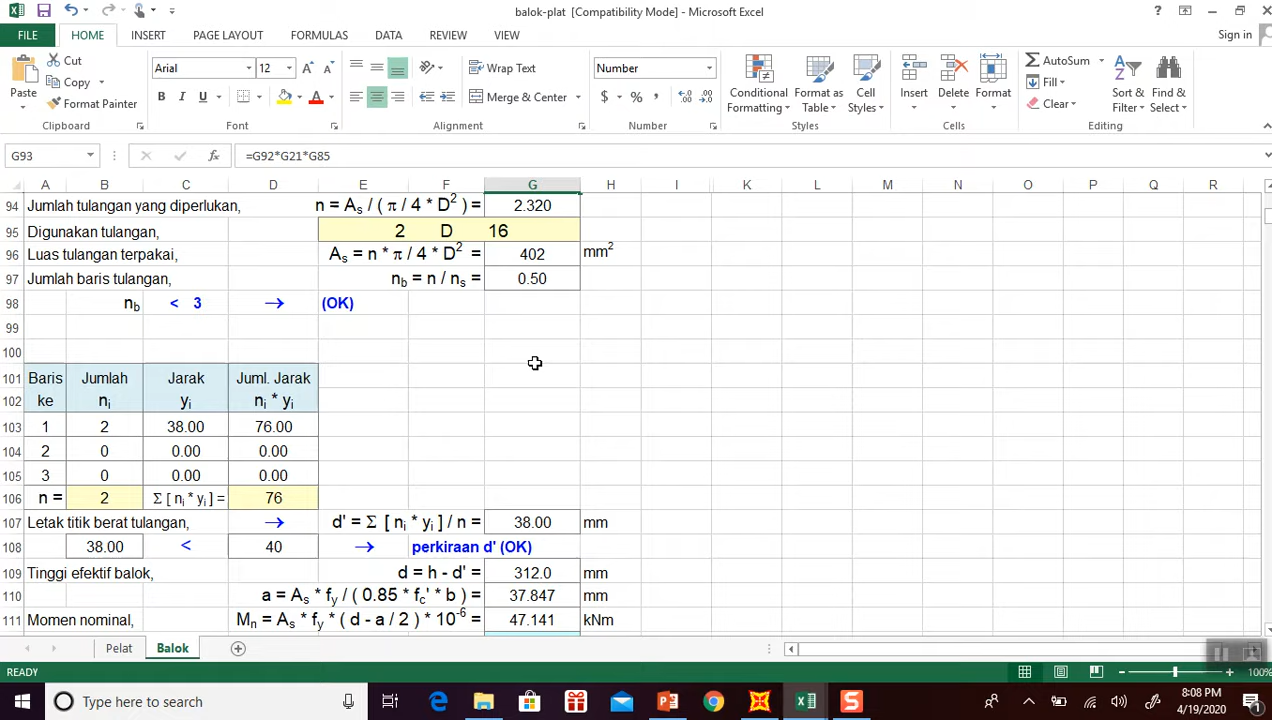 balok-plat [Compatibility Mode] - Microsoft Excel
FILE HOME INSERT PAGE LAYOUT FORMULAS DATA REVIEW VIEW Sign in
Paste Cut Copy Format Painter
Arial 12
B I U A
Wrap Text
Merge & Center
Number
$ % ,
Conditional Formatting Format as Table Cell Styles
Insert Delete Format
AutoSum Fill Clear
Sort & Filter Find & Select
Clipboard Font Alignment Number Styles Cells Editing
G93 fx =G92*G21*G85
A B C D E F G H I K L M N O P Q R
94 Jumlah tulangan yang diperlukan, n = As / ( π / 4 * D² ) = 2.320
95 Digunakan tulangan, 2 D 16
96 Luas tulangan terpakai, As = n * π / 4 * D² = 402 mm²
97 Jumlah baris tulangan, nb = n / ns = 0.50
98 nb < 3 → (OK)
99
100
101 Baris Jumlah Jarak Juml. Jarak
102 ke ni yi ni * yi
103 1 2 38.00 76.00
104 2 0 0.00 0.00
105 3 0 0.00 0.00
106 n = 2 Σ [ ni * yi ] = 76
107 Letak titik berat tulangan, → d' = Σ [ ni * yi ] / n = 38.00 mm
108 38.00 < 40 → perkiraan d' (OK)
109 Tinggi efektif balok, d = h - d' = 312.0 mm
110 a = As * fy / ( 0.85 * fc' * b ) = 37.847 mm
111 Momen nominal, Mn = As * fy * ( d - a / 2 ) * 10⁻⁶ = 47.141 kNm
Pelat Balok
READY 100%
Type here to search
8:08 PM
4/19/2020